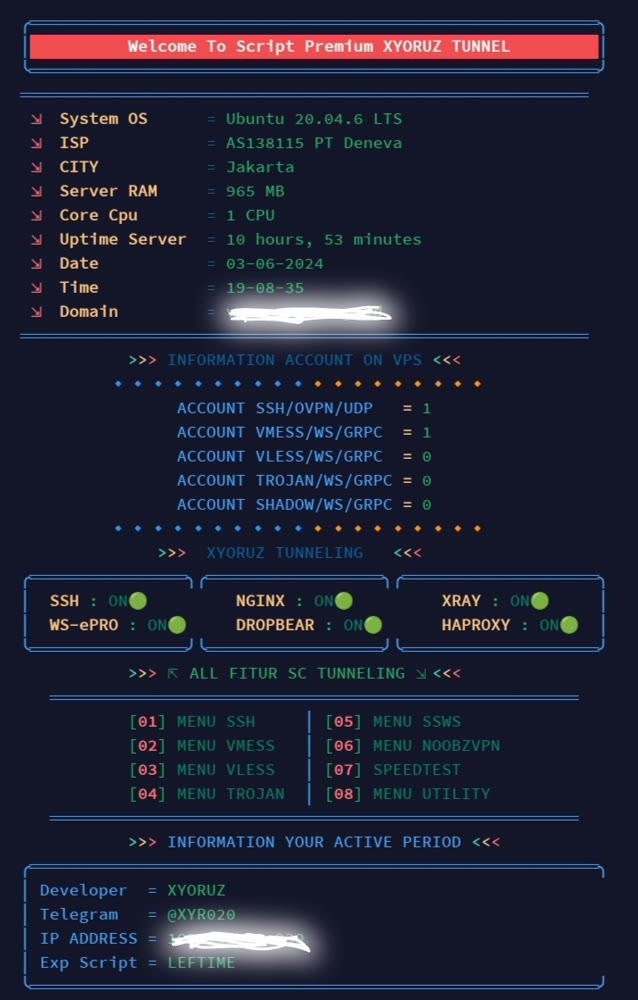 Welcome To Script Premium XYORUZ TUNNEL
⇲ System OS = Ubuntu 20.04.6 LTS
⇲ ISP = AS138115 PT Deneva
⇲ CITY = Jakarta
⇲ Server RAM = 965 MB
⇲ Core Cpu = 1 CPU
⇲ Uptime Server = 10 hours, 53 minutes
⇲ Date = 03-06-2024
⇲ Time = 19-08-35
⇲ Domain =
>>> INFORMATION ACCOUNT ON VPS <<<
ACCOUNT SSH/OVPN/UDP = 1
ACCOUNT VMESS/WS/GRPC = 1
ACCOUNT VLESS/WS/GRPC = 0
ACCOUNT TROJAN/WS/GRPC = 0
ACCOUNT SHADOW/WS/GRPC = 0
>>> XYORUZ TUNNELING <<<
SSH : ON🟢 NGINX : ON🟢 XRAY : ON🟢
WS-ePRO : ON🟢 DROPBEAR : ON🟢 HAPROXY : ON🟢
>>> ⇱ ALL FITUR SC TUNNELING ⇲ <<<
[01] MENU SSH │ [05] MENU SSWS
[02] MENU VMESS │ [06] MENU NOOBZVPN
[03] MENU VLESS │ [07] SPEEDTEST
[04] MENU TROJAN │ [08] MENU UTILITY
>>> INFORMATION YOUR ACTIVE PERIOD <<<
Developer = XYORUZ
Telegram = @XYR020
IP ADDRESS =
Exp Script = LEFTIME